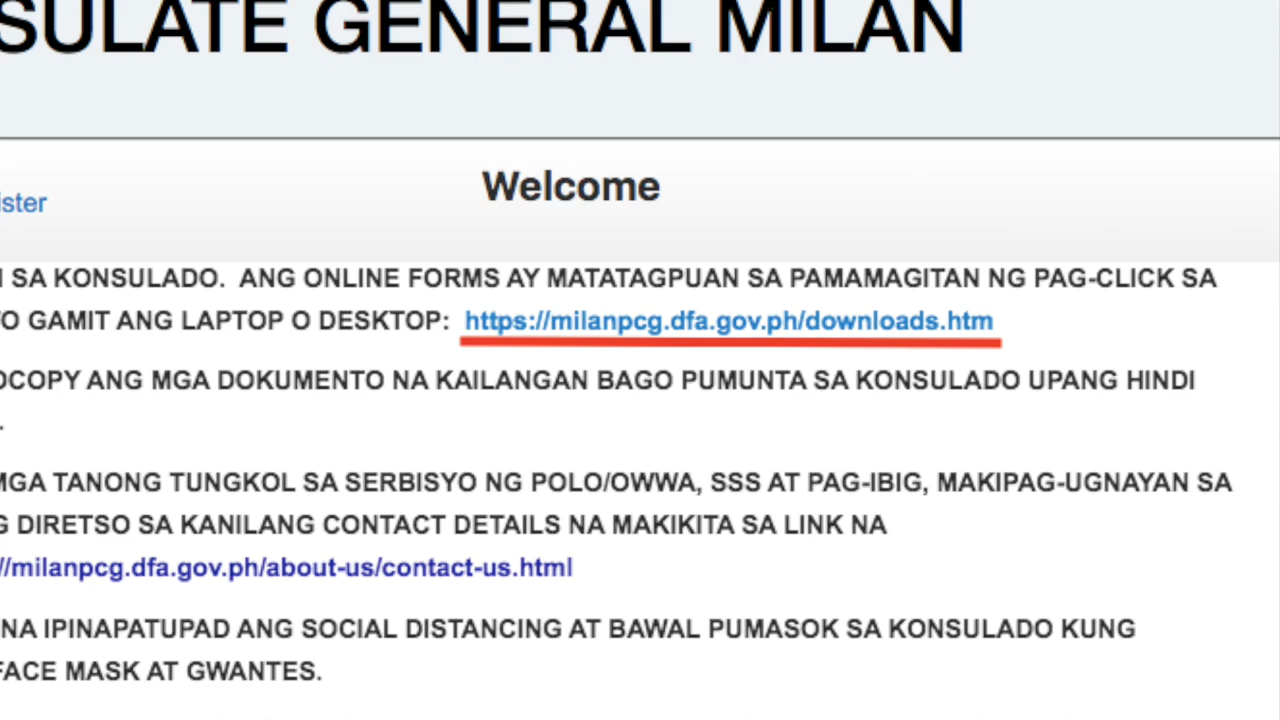 SULATE GENERAL MILAN
Welcome
ister
SA KONSULADO. ANG ONLINE FORMS AY MATATAGPUAN SA PAMAMAGITAN NG PAG-CLICK SA
O GAMIT ANG LAPTOP O DESKTOP: https://milanpcg.dfa.gov.ph/downloads.htm
OCOPY ANG MGA DOKUMENTO NA KAILANGAN BAGO PUMUNTA SA KONSULADO UPANG HINDI
.
MGA TANONG TUNGKOL SA SERBISYO NG POLO/OWWA, SSS AT PAG-IBIG, MAKIPAG-UGNAYAN SA
G DIRETSO SA KANILANG CONTACT DETAILS NA MAKIKITA SA LINK NA
//milanpcg.dfa.gov.ph/about-us/contact-us.html
NA IPINAPATUPAD ANG SOCIAL DISTANCING AT BAWAL PUMASOK SA KONSULADO KUNG
FACE MASK AT GWANTES.